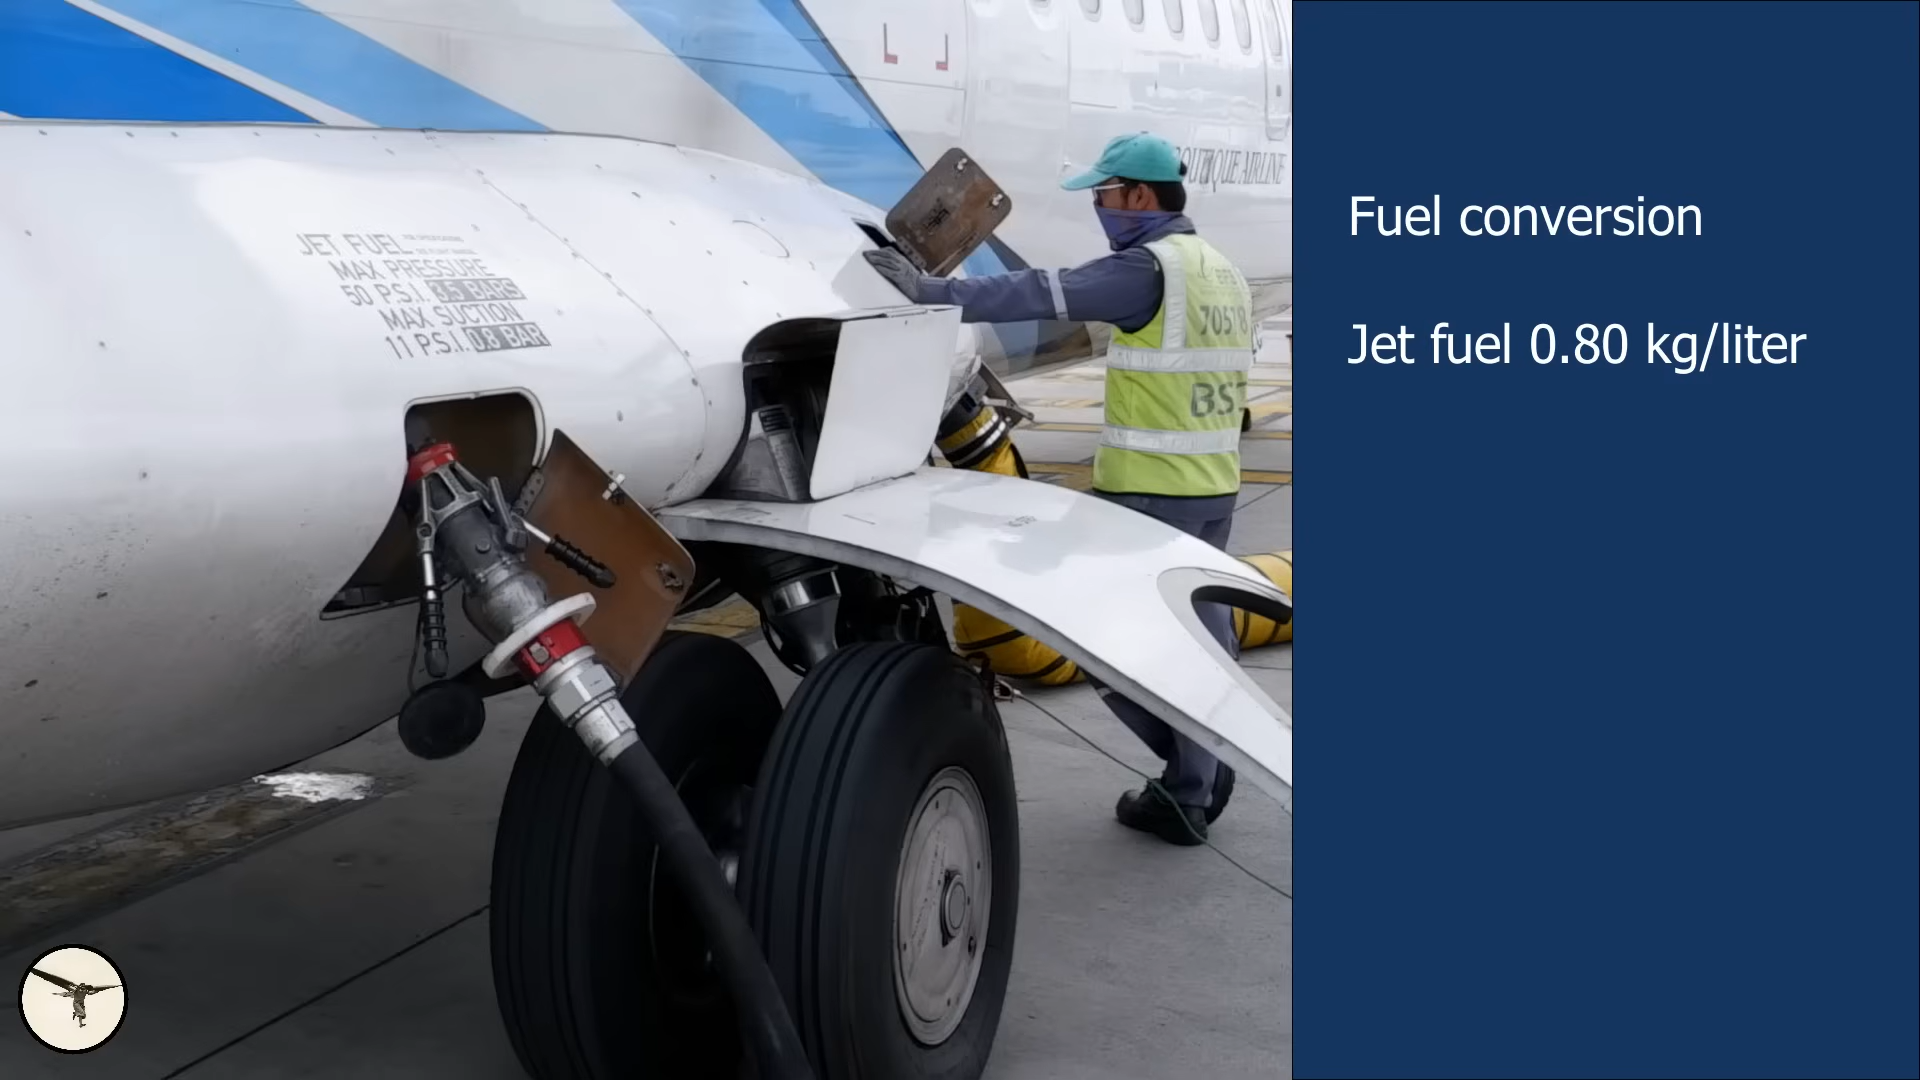 JET FUEL
MAX PRESSURE
50 P.S.I. 3.5 BARS
MAX SUCTION
11 P.S.I. 0.8 BAR
BOUTIQUE AIRLINE
70518
BST
Fuel conversion
Jet fuel 0.80 kg/liter